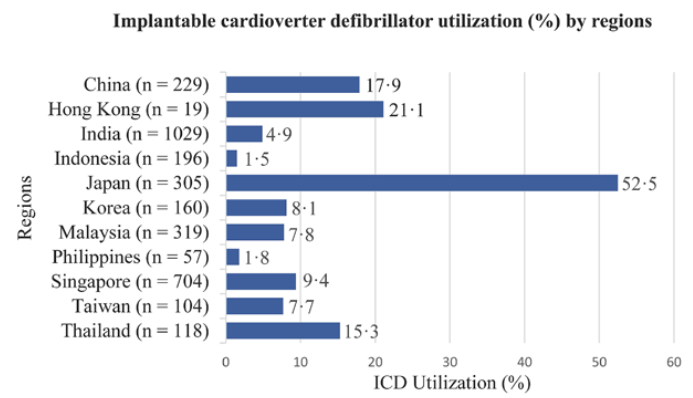 Implantable cardioverter defibrillator utilization (%) by regions
China (n = 229) 17·9
Hong Kong (n = 19) 21·1
India (n = 1029) 4·9
Indonesia (n = 196) 1·5
Japan (n = 305) 52·5
Korea (n = 160) 8·1
Malaysia (n = 319) 7·8
Philippines (n = 57) 1·8
Singapore (n = 704) 9·4
Taiwan (n = 104) 7·7
Thailand (n = 118) 15·3
Regions
0 10 20 30 40 50 60
ICD Utilization (%)